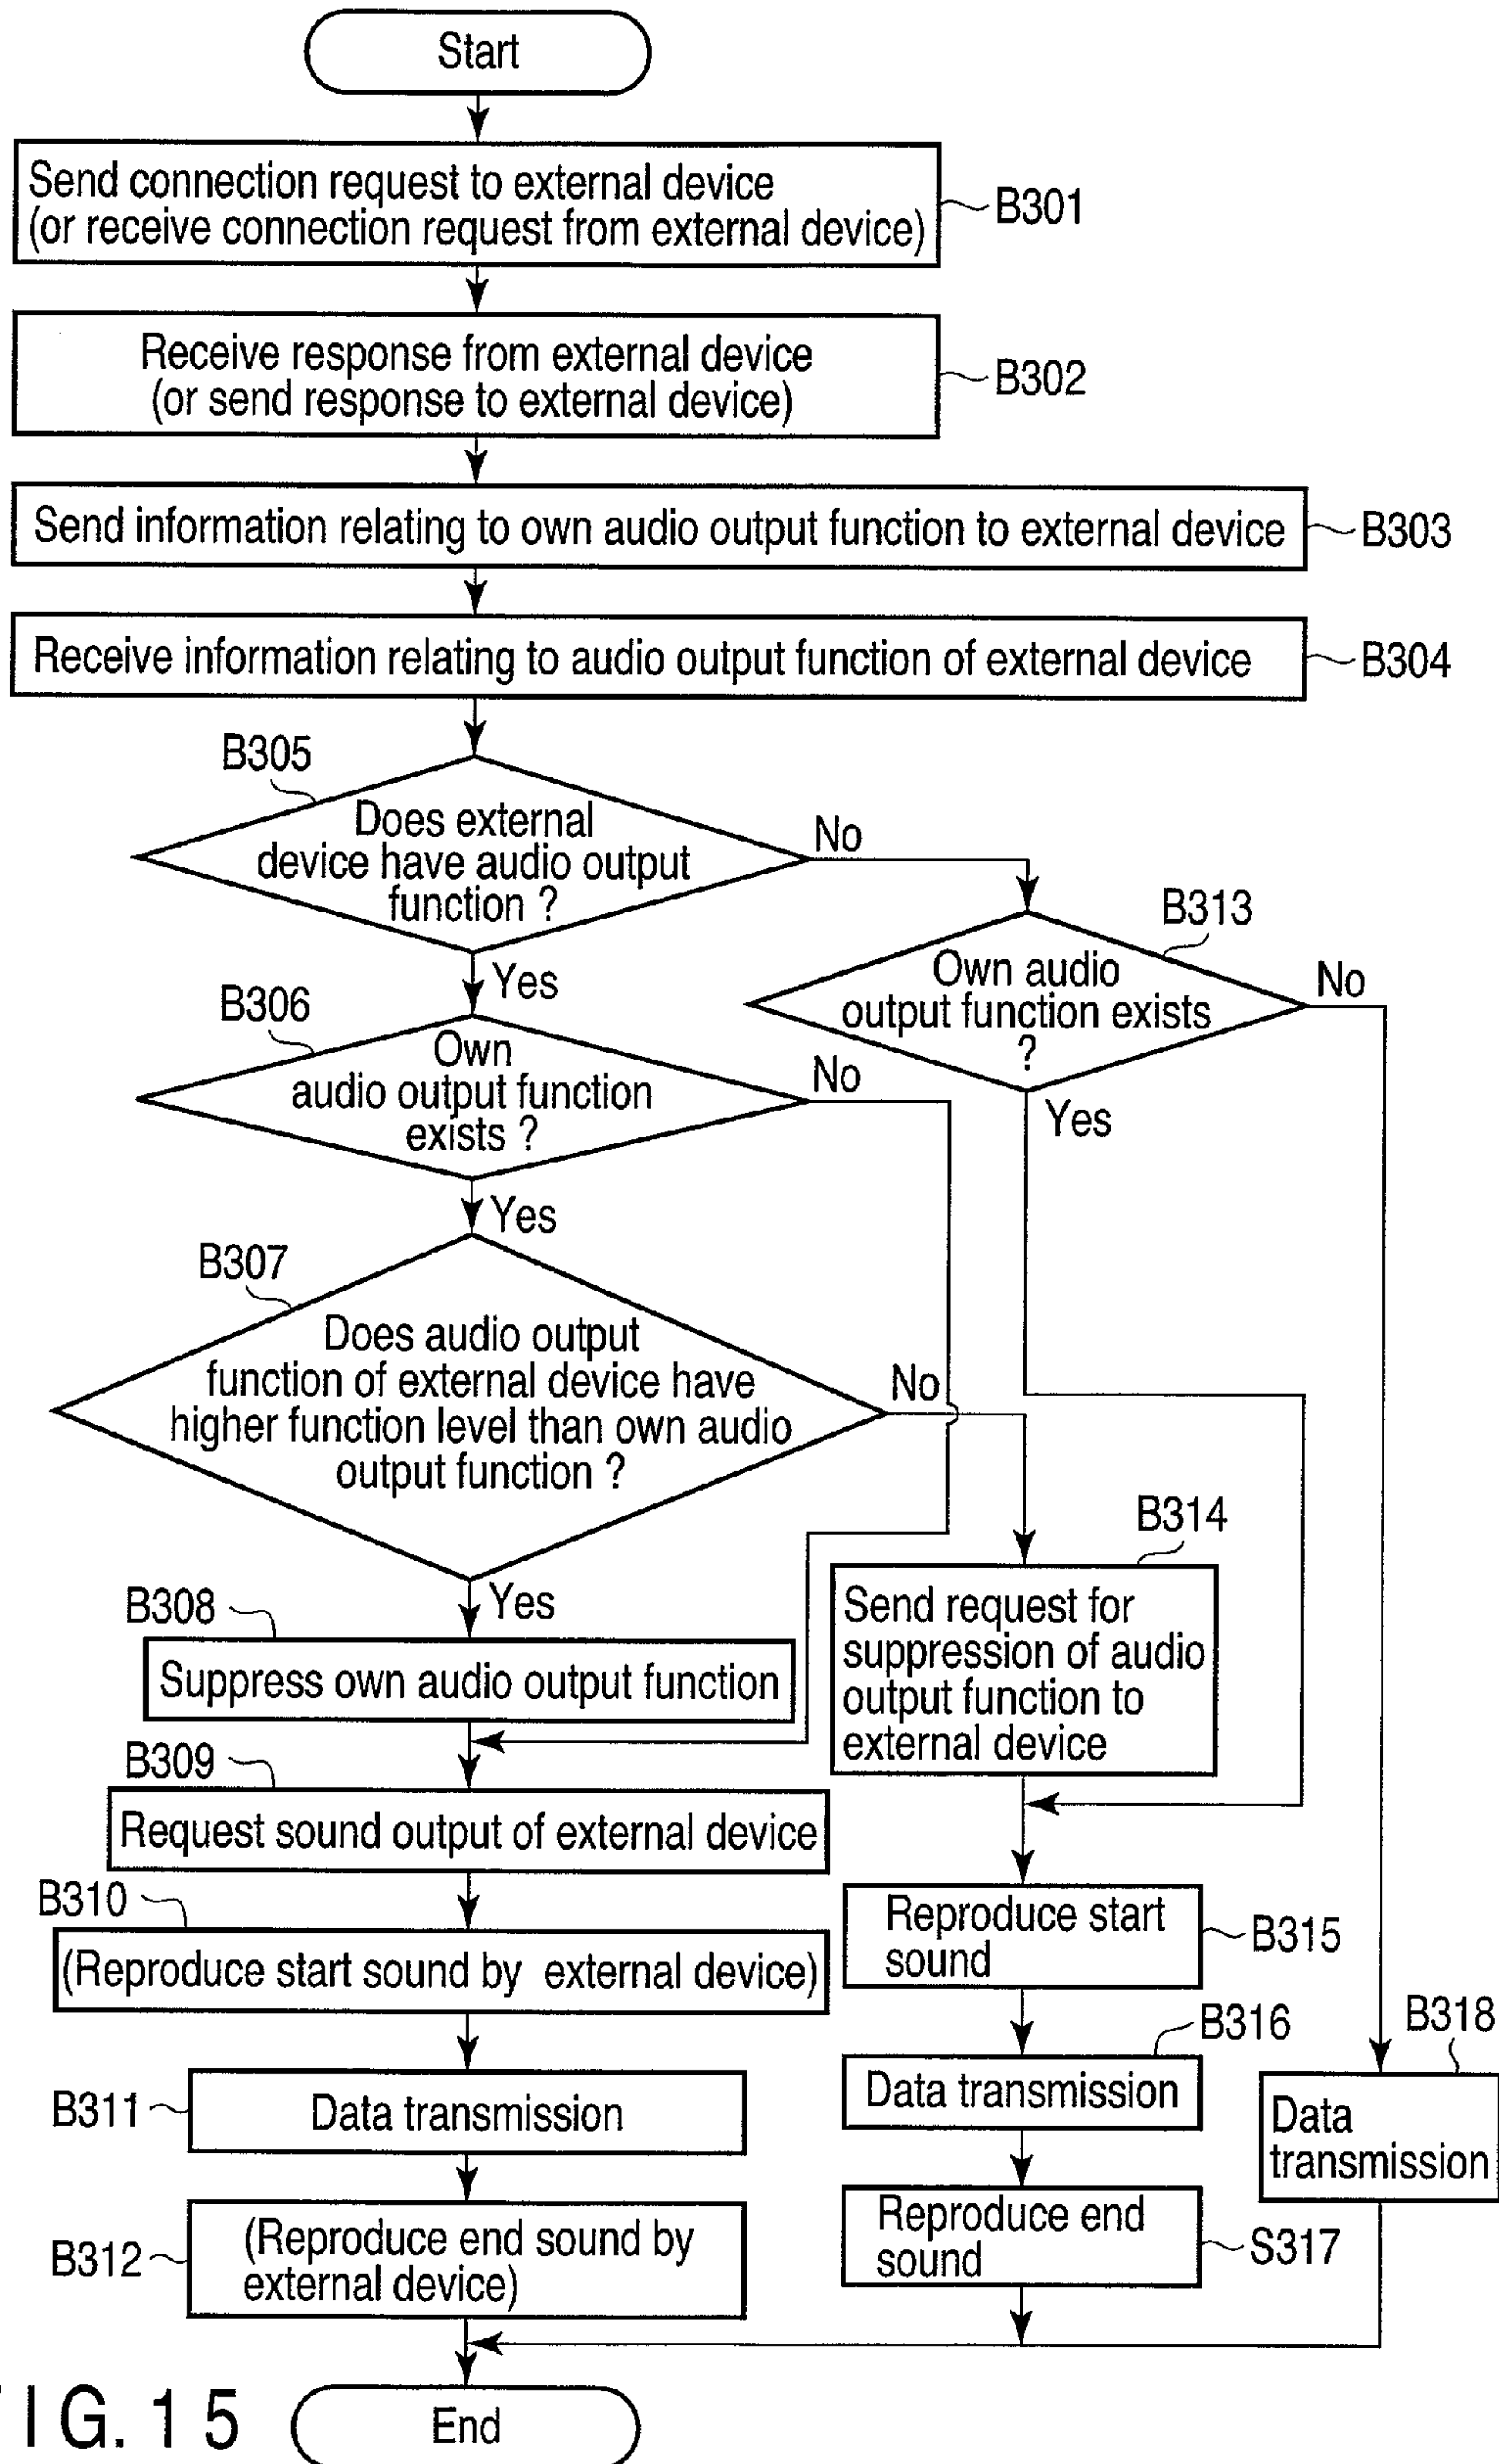 Start
Send connection request to external device
(or receive connection request from external device)
B301
Receive response from external device
(or send response to external device)
B302
Send information relating to own audio output function to external device
B303
Receive information relating to audio output function of external device
B304
B305
Does external
device have audio output
function ?
No
Yes
B313
Own audio
output function exists
?
No
Yes
B306
Own
audio output function
exists ?
No
Yes
B307
Does audio output
function of external device have
higher function level than own audio
output function ?
No
Yes
B314
Send request for
suppression of audio
output function to
external device
B308
Suppress own audio output function
B309
Request sound output of external device
B310
(Reproduce start sound by external device)
B315
Reproduce start
sound
B311
Data transmission
B316
Data transmission
B318
Data
transmission
B312
(Reproduce end sound by
external device)
Reproduce end
sound
S317
End
FIG. 15